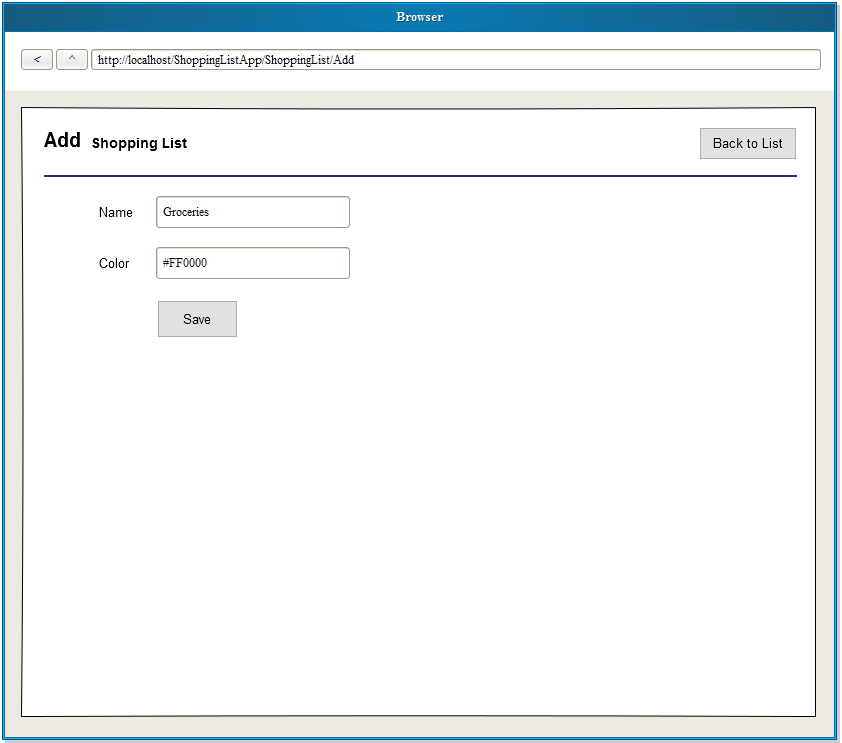 Browser
< ^ http://localhost/ShoppingListApp/ShoppingList/Add
Add Shopping List Back to List
Name Groceries
Color #FF0000
Save